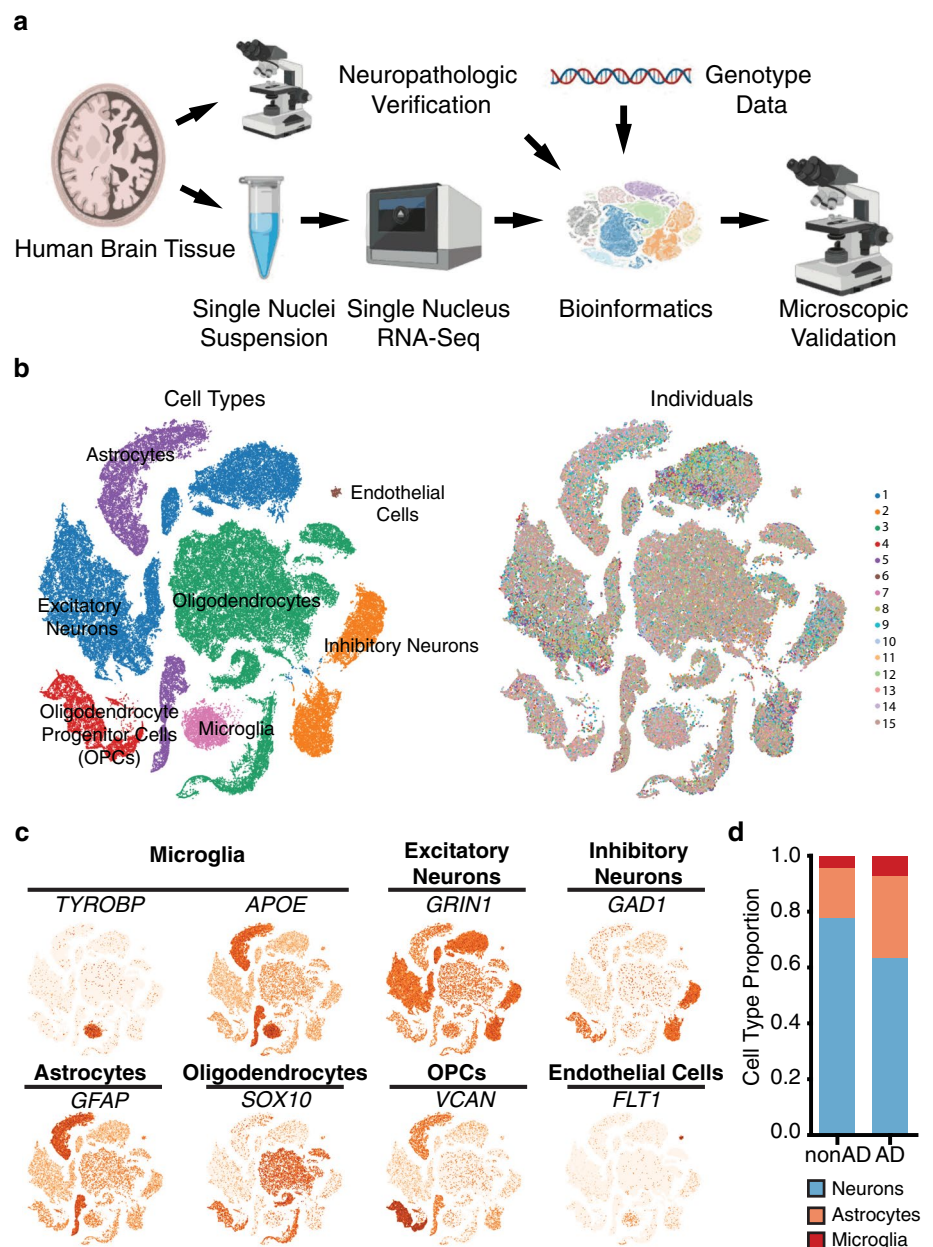 a
Neuropathologic
Verification
Genotype
Data
Human Brain Tissue
Single Nuclei
Suspension
Single Nucleus
RNA-Seq
Bioinformatics
Microscopic
Validation
b
Cell Types
Individuals
Astrocytes
Endothelial
Cells
Excitatory
Neurons
Oligodendrocytes
Inhibitory Neurons
Oligodendrocyte
Progenitor Cells
(OPCs)
Microglia
1
2
3
4
5
6
7
8
9
10
11
12
13
14
15
c
Microglia
Excitatory
Neurons
Inhibitory
Neurons
TYROBP
APOE
GRIN1
GAD1
Astrocytes
Oligodendrocytes
OPCs
Endothelial Cells
GFAP
SOX10
VCAN
FLT1
d
Cell Type Proportion
1.0
0.8
0.6
0.4
0.2
0.0
nonAD AD
Neurons
Astrocytes
Microglia